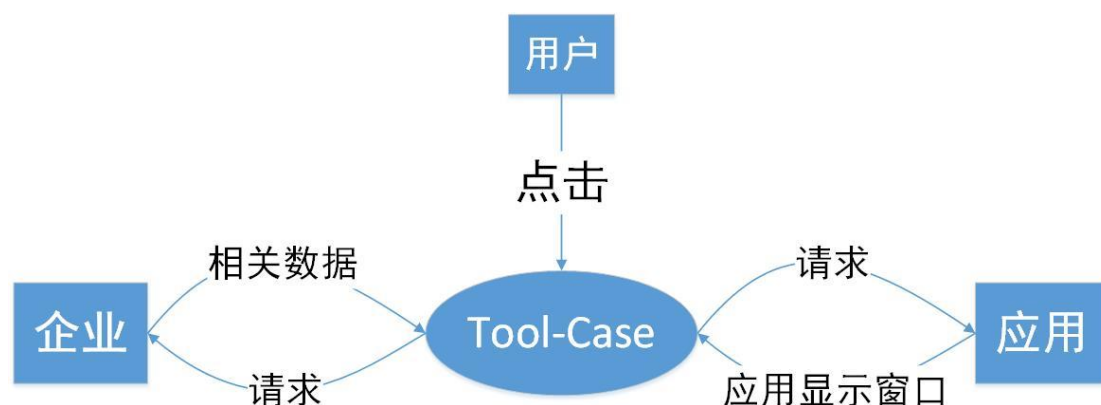 用户
点击
相关数据
请求
企业
Tool-Case
应用
请求
应用显示窗口